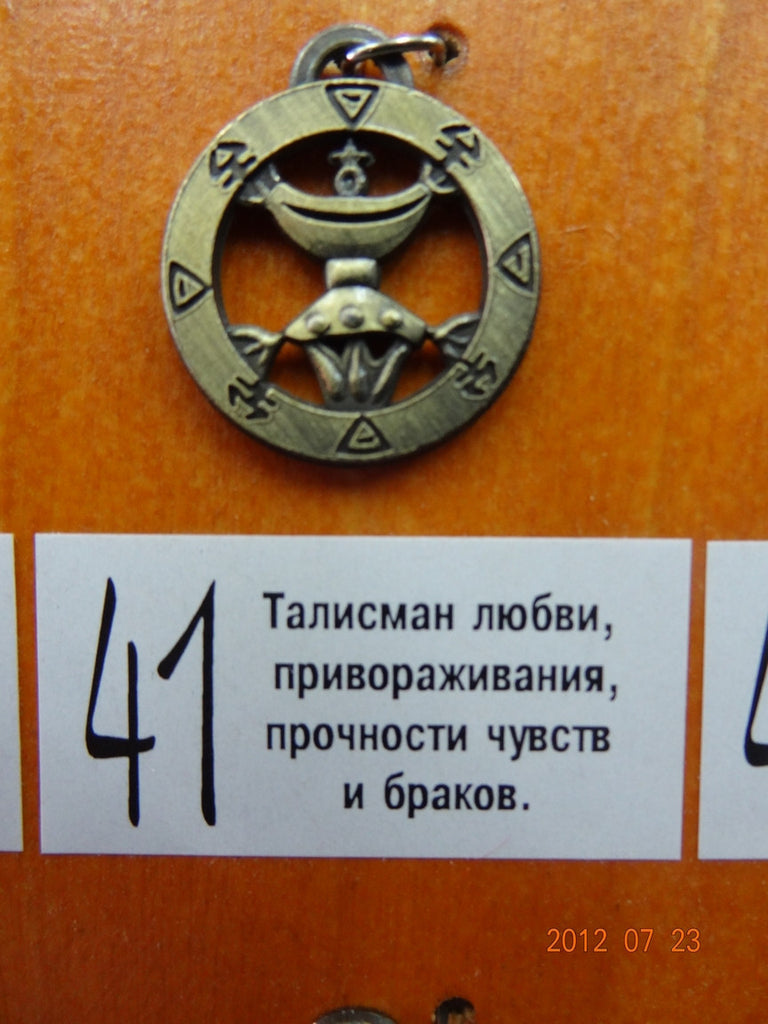 41
Талисман любви,
привораживания,
прочности чувств
и браков.
2012 07 23